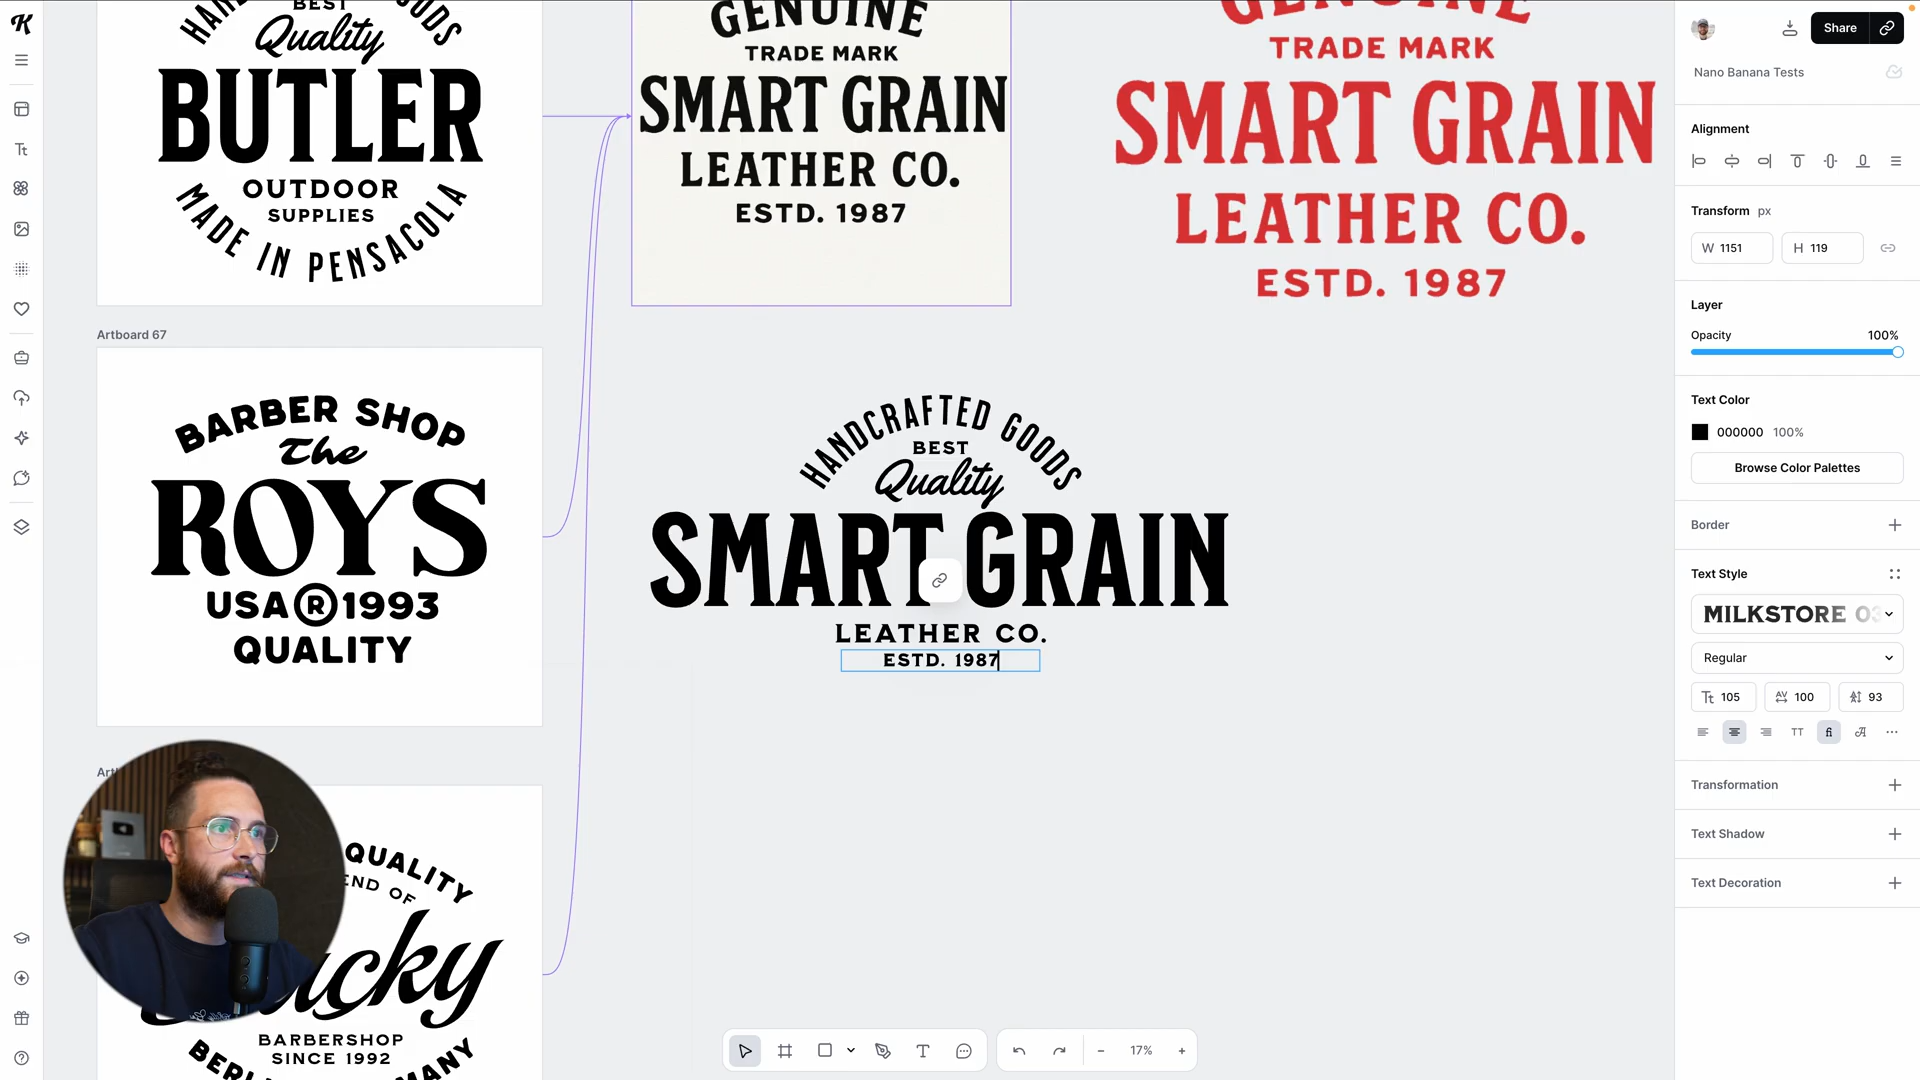 BEST
Quality
BUTLER
OUTDOOR
SUPPLIES
MADE IN PENSACOLA
GENUINE
TRADE MARK
SMART GRAIN
LEATHER CO.
ESTD. 1987
GENUINE
TRADE MARK
SMART GRAIN
LEATHER CO.
ESTD. 1987
Artboard 67
BARBER SHOP
The
ROYS
USA R 1993
QUALITY
HANDCRAFTED GOODS
BEST
Quality
SMART GRAIN
LEATHER CO.
ESTD. 1987
QUALITY
END OF
BARBERSHOP
SINCE 1992
17%
Share
Nano Banana Tests
Alignment
Transform px
W 1151 H 119
Layer
Opacity 100%
Text Color
000000 100%
Browse Color Palettes
Border
Text Style
MILKSTORE 03
Regular
105 100 93
Transformation
Text Shadow
Text Decoration